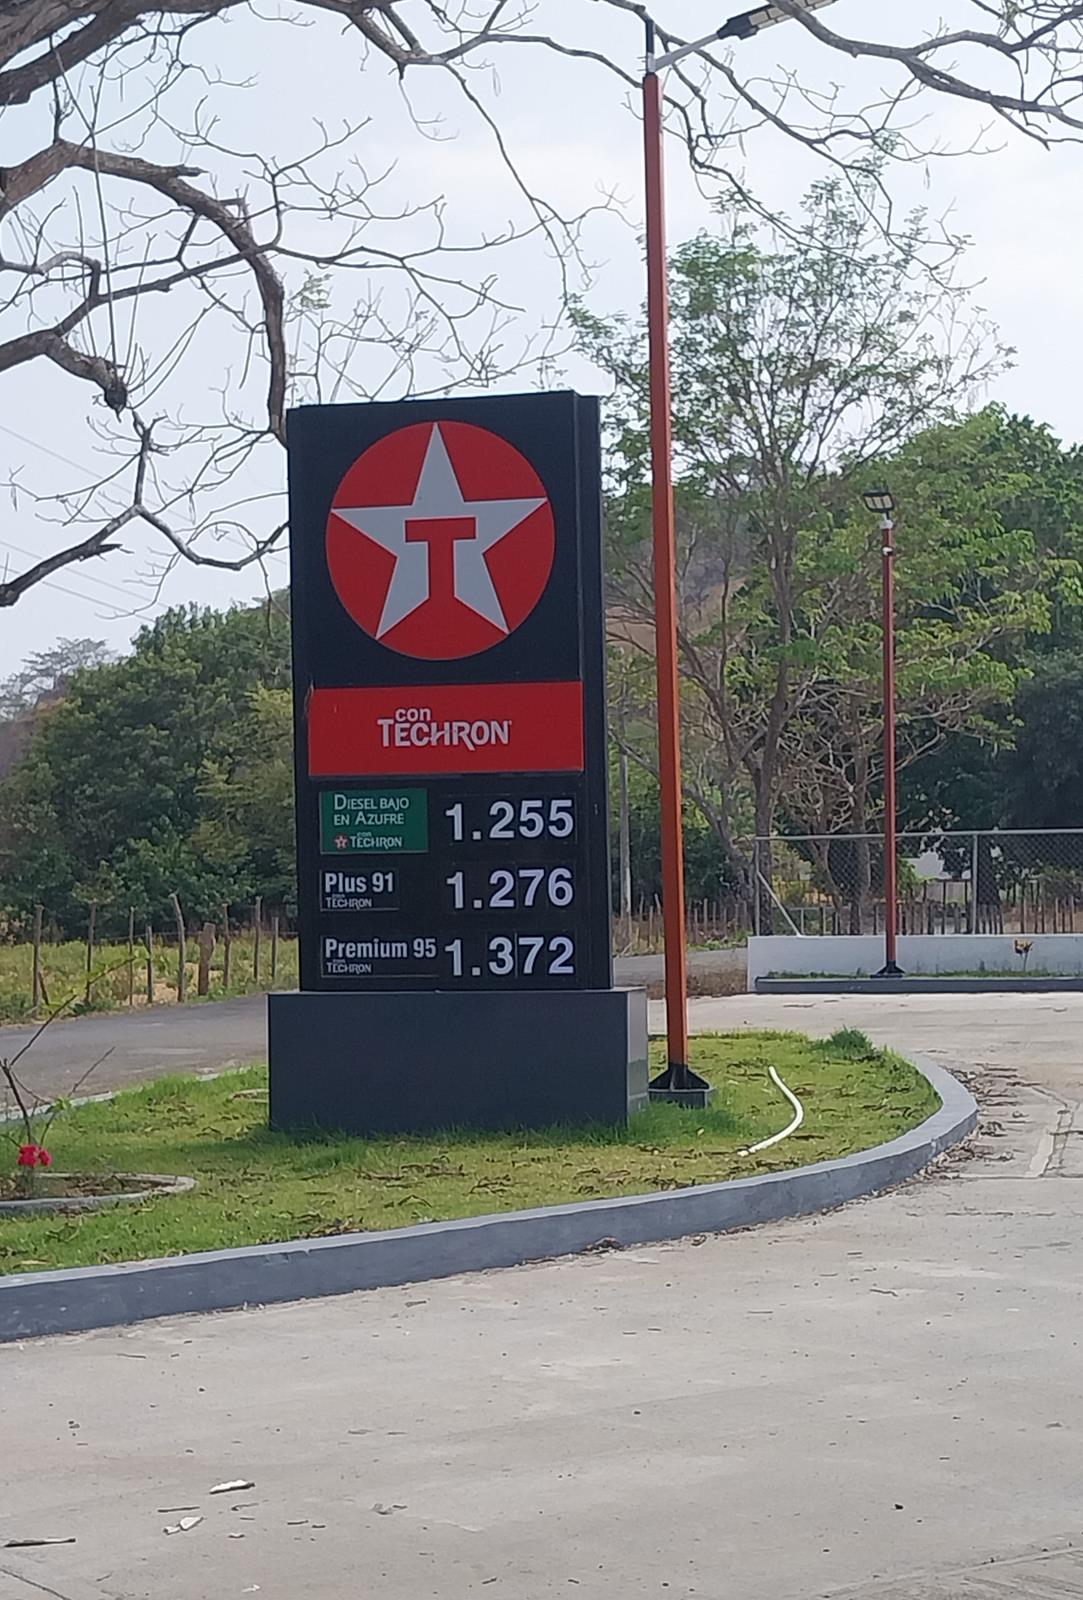 T
con
TECHRON
DIESEL BAJO
EN AZUFRE
con
TECHRON
1.255
Plus 91
con
TECHRON
1.276
Premium 95
con
TECHRON
1.372